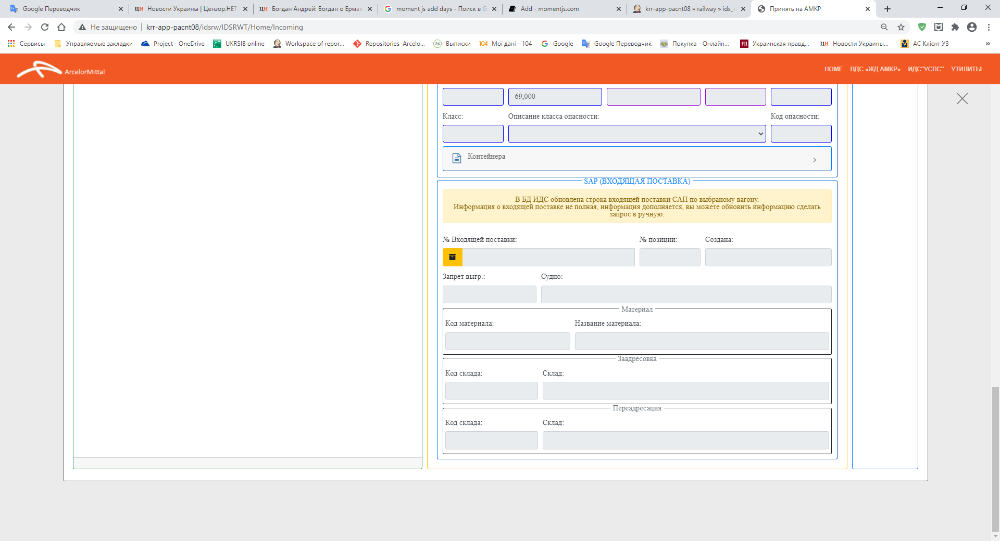 Google Переводчик
Новости Украины | Цензор.НЕТ
Богдан Андрей: Богдан о Ермак
moment js add days - Поиск в G
Add - momentjs.com
krr-app-pacnt08 » railway » ids_r
Принять на АМКР
Не защищено | krr-app-pacnt08/idsrw/IDSRWT/Home/Incoming
Сервисы
Управляемые закладки
Project - OneDrive
UKRSIB online
Workspace of repor...
Repositories Arcelo...
24 Выписки
104 Мої дані - 104
Google
Google Переводчик
Покупка - Онлайн...
УП Украинская правд...
ЦН Новости Украины...
АС Клієнт УЗ
»
ArcelorMittal
HOME ВДС «ЖД АМКР» ИДС"УСПС" УТИЛИТЫ
69,000
Класс: Описание класса опасности: Код опасности:
Контейнера
SAP (ВХОДЯЩАЯ ПОСТАВКА)
В БД ИДС обновлена строка входящей поставки САП по выбраному вагону.
Информация о входящей поставке не полная, информация дополняется, вы можете обновить информацию сделать
запрос в ручную.
№ Входящей поставки: № позиции: Создана:
Запрет выгр.: Судно:
Материал
Код материала: Название материала:
Заадресовка
Код склада: Склад:
Переадресация
Код склада: Склад: